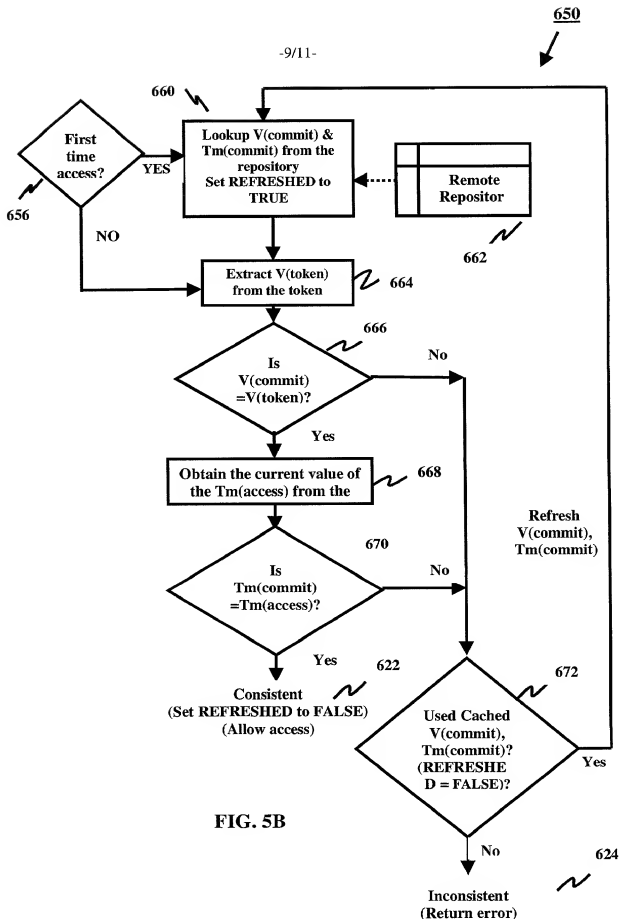 650
-9/11-
660
First
time
access?
656
YES
NO
Lookup V(commit) &
Tm(commit) from the
repository
Set REFRESHED to
TRUE
Remote
Repositor
662
Extract V(token)
from the token
664
666
Is
V(commit)
=V(token)?
No
Yes
Obtain the current value of
the Tm(access) from the
668
Refresh
V(commit),
Tm(commit)
670
Is
Tm(commit)
=Tm(access)?
No
Yes
622
Consistent
(Set REFRESHED to FALSE)
(Allow access)
672
Used Cached
V(commit),
Tm(commit)?
(REFRESHE
D = FALSE)?
Yes
FIG. 5B
No
624
Inconsistent
(Return error)